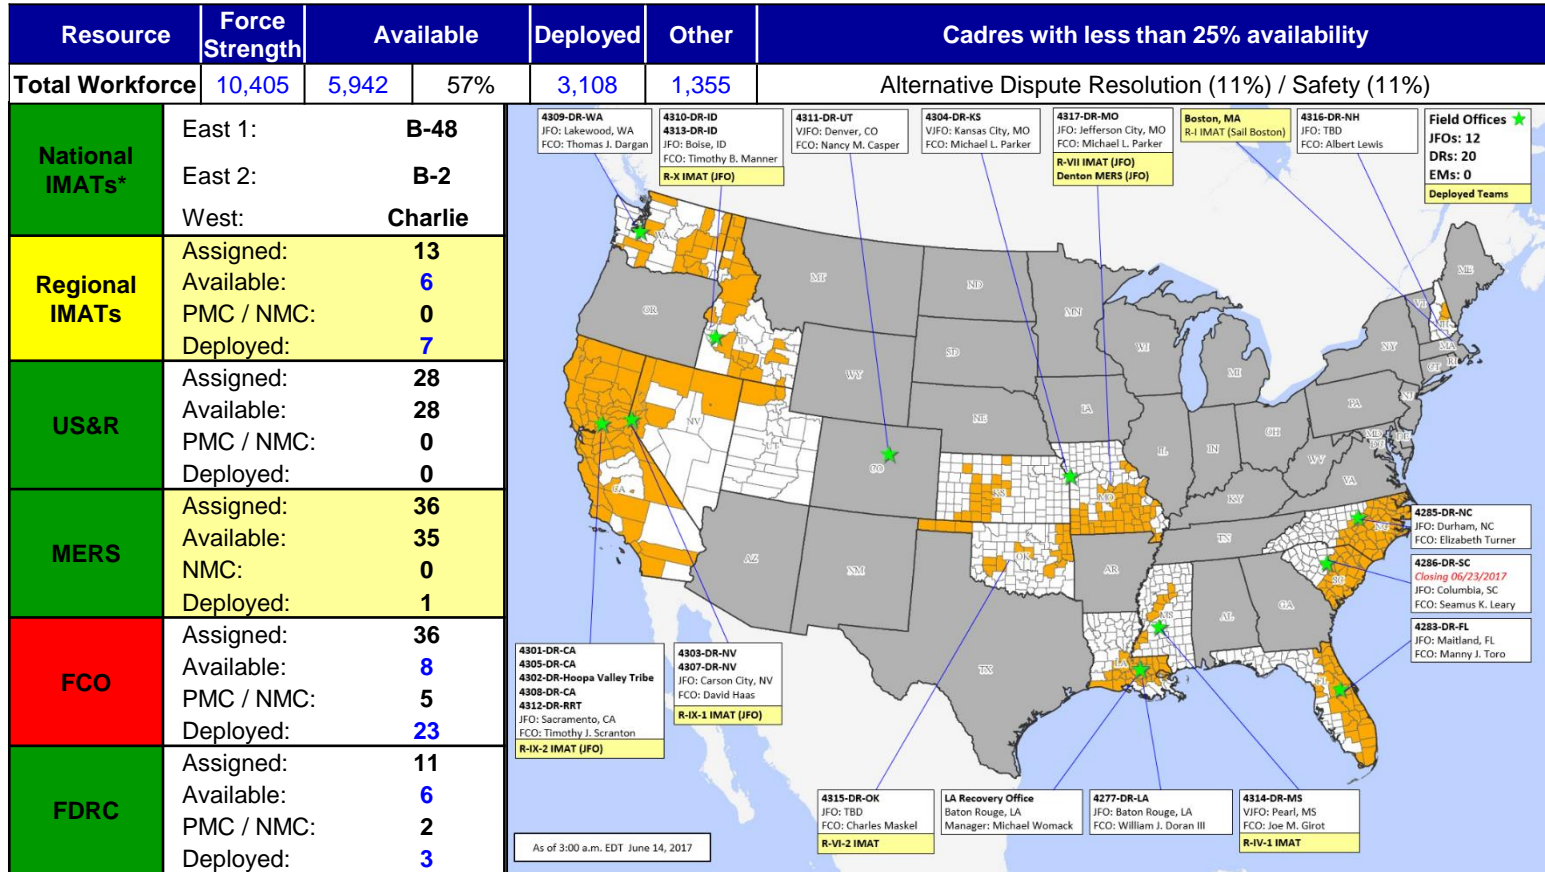 Resource
Force Strength
Available
Deployed
Other
Cadres with less than 25% availability
Total Workforce
10,405
5,942
57%
3,108
1,355
Alternative Dispute Resolution (11%) / Safety (11%)
National IMATs*
East 1: B-48
East 2: B-2
West: Charlie
Regional IMATs
Assigned: 13
Available: 6
PMC / NMC: 0
Deployed: 7
US&R
Assigned: 28
Available: 28
PMC / NMC: 0
Deployed: 0
MERS
Assigned: 36
Available: 35
NMC: 0
Deployed: 1
FCO
Assigned: 36
Available: 8
PMC / NMC: 5
Deployed: 23
FDRC
Assigned: 11
Available: 6
PMC / NMC: 2
Deployed: 3
4309-DR-WA
JFO: Lakewood, WA
FCO: Thomas J. Dargan
4310-DR-ID
4313-DR-ID
JFO: Boise, ID
FCO: Timothy B. Manner
R-X IMAT (JFO)
4311-DR-UT
VJFO: Denver, CO
FCO: Nancy M. Casper
4304-DR-KS
VJFO: Kansas City, MO
FCO: Michael L. Parker
4317-DR-MO
JFO: Jefferson City, MO
FCO: Michael L. Parker
R-VII IMAT (JFO)
Denton MERS (JFO)
Boston, MA
R-I IMAT (Sail Boston)
4316-DR-NH
JFO: TBD
FCO: Albert Lewis
Field Offices
JFOs: 12
DRs: 20
EMs: 0
Deployed Teams
WA
MT
ND
MN
ME
VT
NH
OR
ID
SD
WI
MI
NY
MA
RI
CT
WY
NE
IA
PA
NJ
NV
UT
CO
IL
IN
OH
MD
DE
WV
VA
KY
CA
KS
MO
TN
NC
AZ
NM
OK
AR
SC
MS
AL
GA
TX
LA
FL
4285-DR-NC
JFO: Durham, NC
FCO: Elizabeth Turner
4286-DR-SC
Closing 06/23/2017
JFO: Columbia, SC
FCO: Seamus K. Leary
4283-DR-FL
JFO: Maitland, FL
FCO: Manny J. Toro
4301-DR-CA
4305-DR-CA
4302-DR-Hoopa Valley Tribe
4308-DR-CA
4312-DR-RRT
JFO: Sacramento, CA
FCO: Timothy J. Scranton
R-IX-2 IMAT (JFO)
4303-DR-NV
4307-DR-NV
JFO: Carson City, NV
FCO: David Haas
R-IX-1 IMAT (JFO)
4315-DR-OK
JFO: TBD
FCO: Charles Maskel
R-VI-2 IMAT
LA Recovery Office
Baton Rouge, LA
Manager: Michael Womack
4277-DR-LA
JFO: Baton Rouge, LA
FCO: William J. Doran III
4314-DR-MS
VJFO: Pearl, MS
FCO: Joe M. Girot
R-IV-1 IMAT
As of 3:00 a.m. EDT June 14, 2017